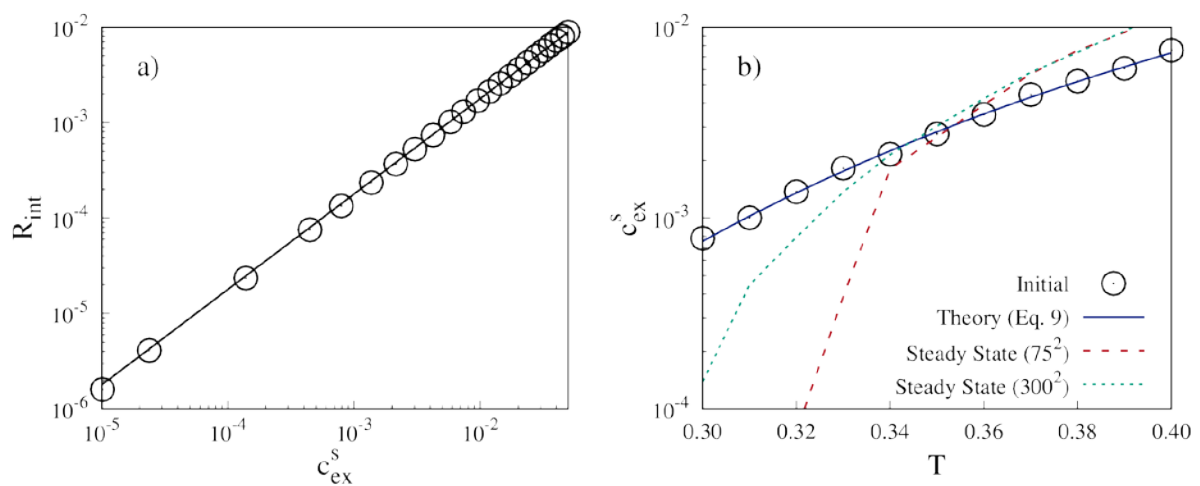 a)
10^-2
10^-3
10^-4
10^-5
10^-6
R_int
10^-5
10^-4
10^-3
10^-2
c_ex^s
b)
10^-2
10^-3
10^-4
c_ex^s
Initial
Theory (Eq. 9)
Steady State (75^2)
Steady State (300^2)
0.30
0.32
0.34
0.36
0.38
0.40
T